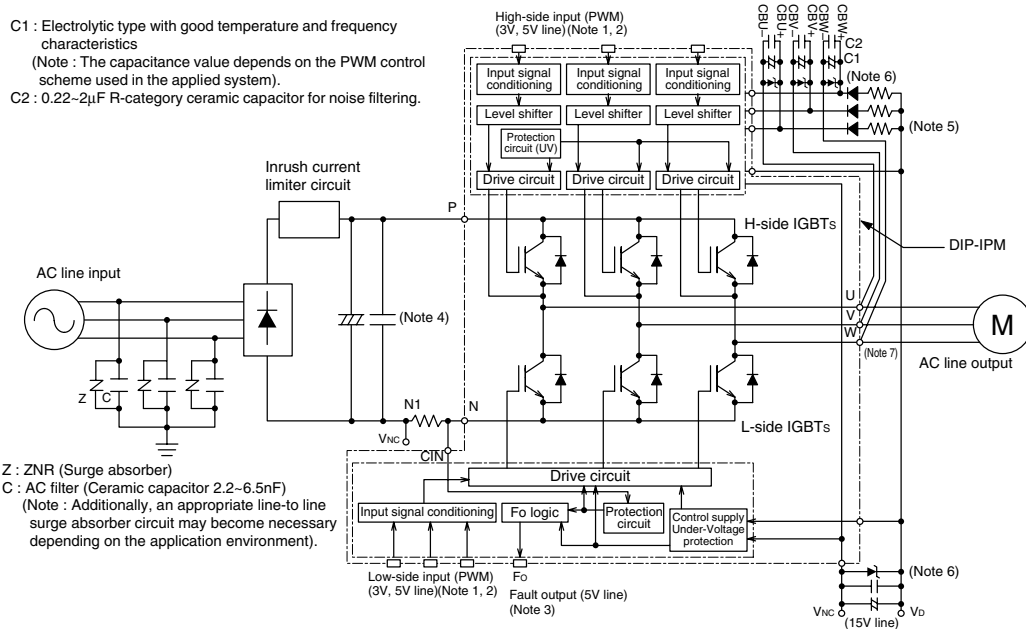 C1 : Electrolytic type with good temperature and frequency
characteristics
(Note : The capacitance value depends on the PWM control
scheme used in the applied system).
C2 : 0.22~2μF R-category ceramic capacitor for noise filtering.
High-side input (PWM)
(3V, 5V line)(Note 1, 2)
CBU–
CBU+
CBV–
CBV+
CBW–
CBW+
C2
C1
(Note 6)
(Note 5)
Input signal
conditioning
Input signal
conditioning
Input signal
conditioning
Level shifter
Level shifter
Level shifter
Protection
circuit (UV)
Drive circuit
Drive circuit
Drive circuit
Inrush current
limiter circuit
P
H-side IGBTS
DIP-IPM
AC line input
(Note 4)
U
V
W
(Note 7)
M
AC line output
Z
C
N1
N
VNC
CIN
L-side IGBTS
Z : ZNR (Surge absorber)
C : AC filter (Ceramic capacitor 2.2~6.5nF)
(Note : Additionally, an appropriate line-to line
surge absorber circuit may become necessary
depending on the application environment).
Drive circuit
Input signal conditioning
Fo logic
Protection
circuit
Control supply
Under-Voltage
protection
Low-side input (PWM)
(3V, 5V line)(Note 1, 2)
FO
Fault output (5V line)
(Note 3)
(Note 6)
VNC
VD
(15V line)